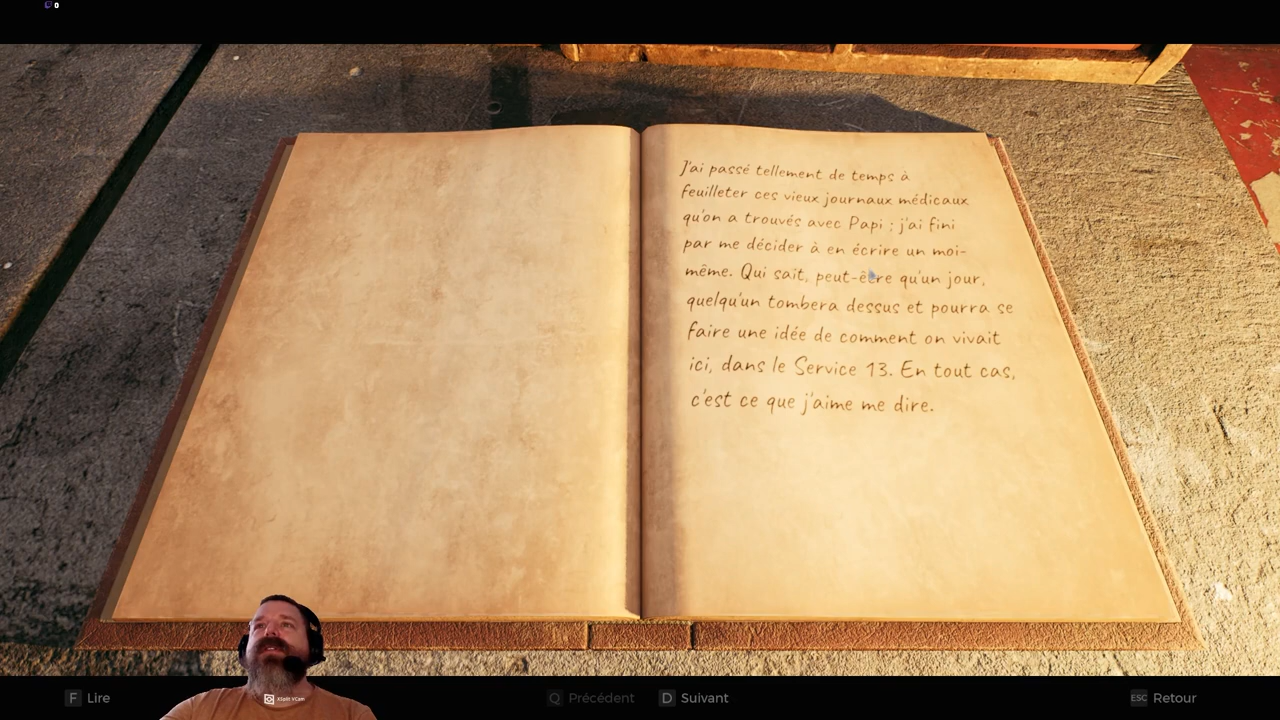 0
J'ai passé tellement de temps à
feuilleter ces vieux journaux médicaux
qu'on a trouvés avec Papi ; j'ai fini
par me décider à en écrire un moi-
même. Qui sait, peut-être qu'un jour,
quelqu'un tombera dessus et pourra se
faire une idée de comment on vivait
ici, dans le Service 13. En tout cas,
c'est ce que j'aime me dire.
XSplit VCam
F Lire
Q Précédent
D Suivant
ESC Retour